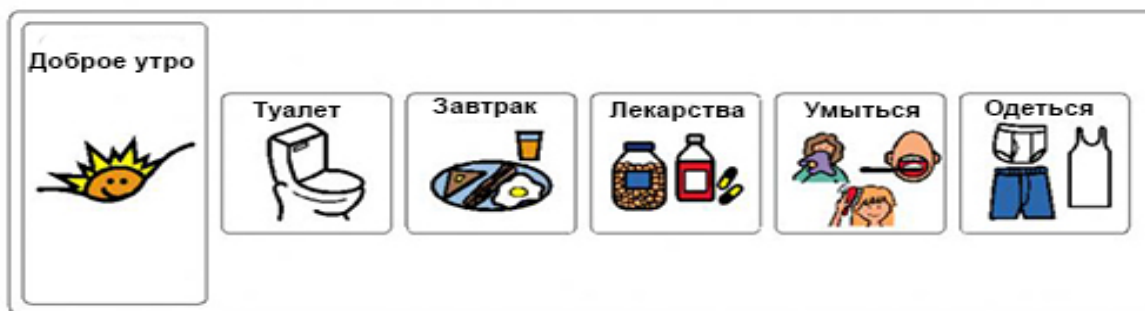 Доброе утро
Туалет
Завтрак
Лекарства
Умыться
Одеться